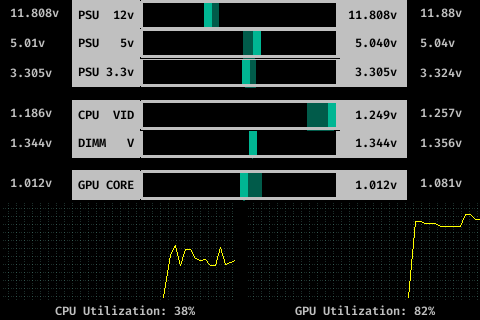 11.808v PSU 12v 11.808v 11.88v
5.01v PSU 5v 5.040v 5.04v
3.305v PSU 3.3v 3.305v 3.324v
1.186v CPU VID 1.249v 1.257v
1.344v DIMM V 1.344v 1.356v
1.012v GPU CORE 1.012v 1.081v
CPU Utilization: 38% GPU Utilization: 82%